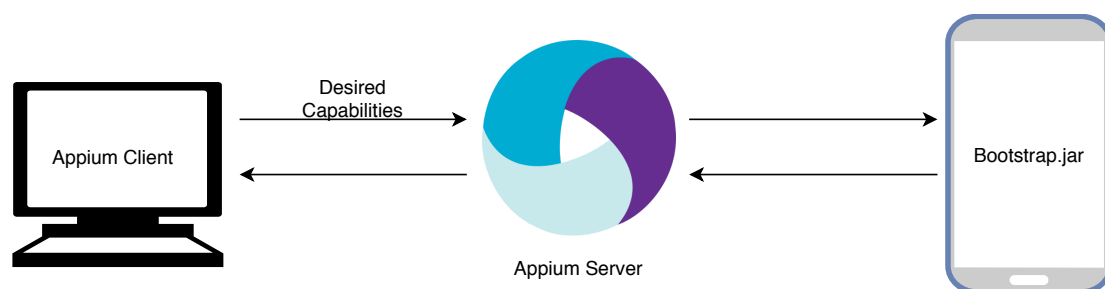 Appium Client
Desired
Capabilities
Appium Server
Bootstrap.jar